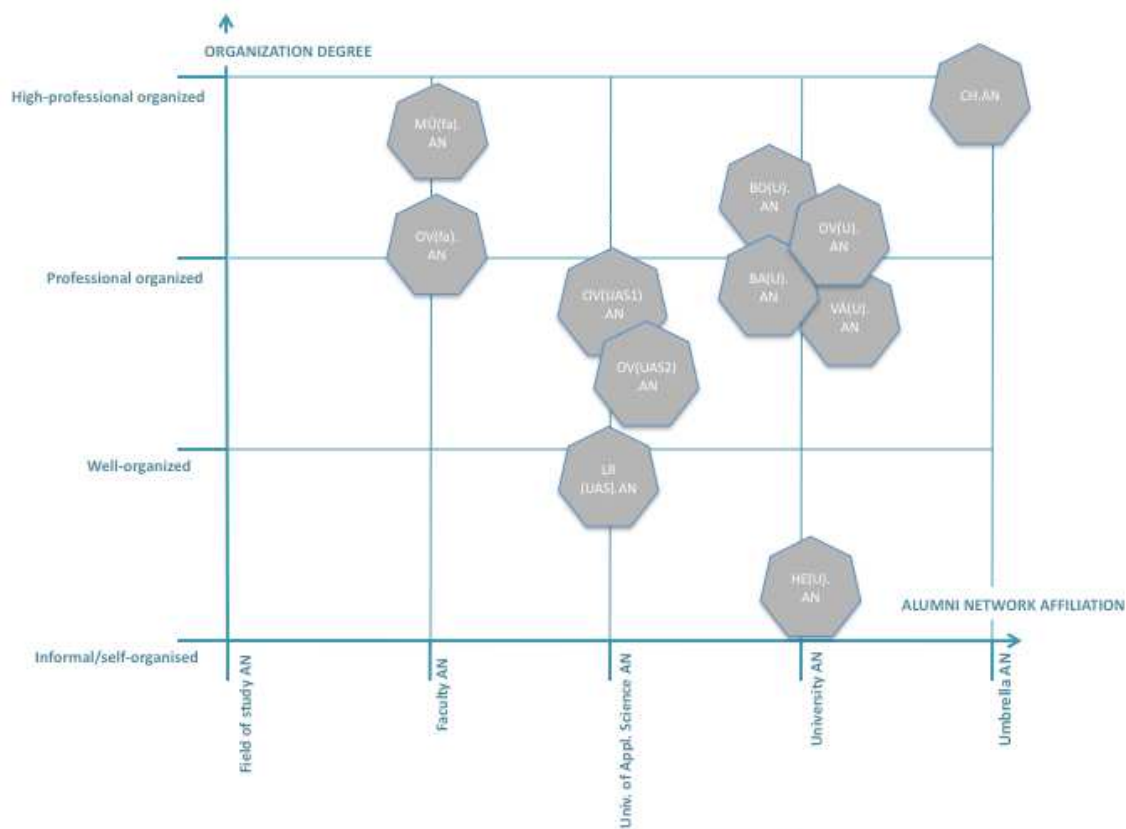 ORGANIZATION DEGREE
High-professional organized
CH.AN
MÜ(fa).
AN
BO(U).
AN
OV(fa).
AN
OV(U).
AN
Professional organized
BA(U).
AN
OV(UAS1)
.AN
VA(U).
AN
OV(UAS2)
.AN
Well-organized
LB
(UAS).AN
HE(U).
AN
ALUMNI NETWORK AFFILIATION
Informal/self-organised
Field of study AN
Faculty AN
Univ. of Appl. Science AN
University AN
Umbrella AN